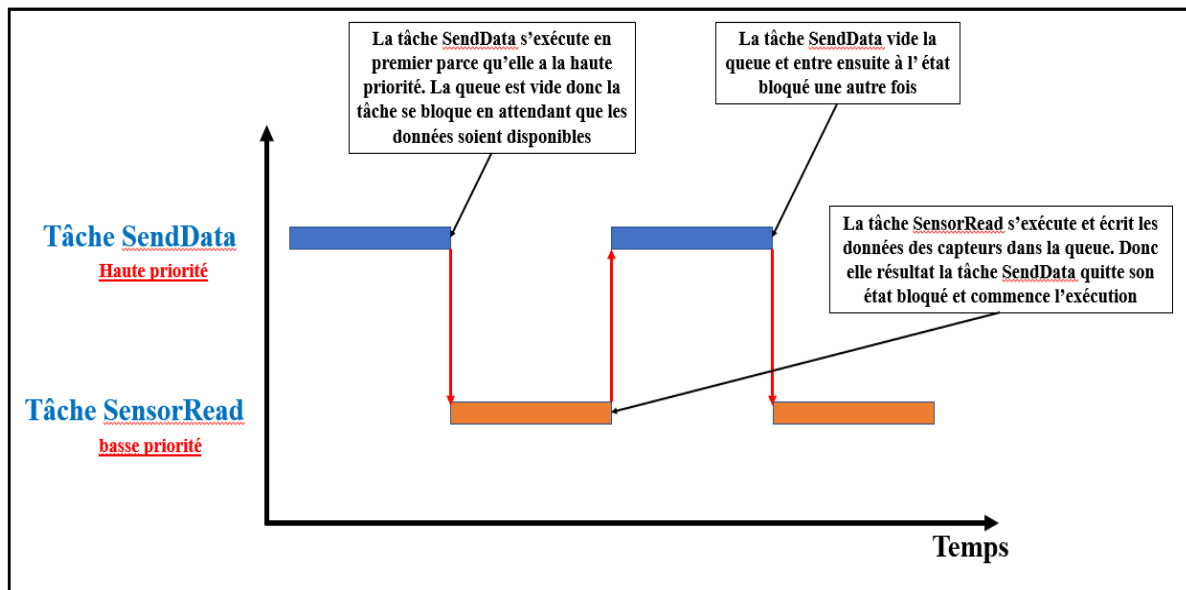 La tâche SendData s'exécute en
premier parce qu'elle a la haute
priorité. La queue est vide donc la
tâche se bloque en attendant que les
données soient disponibles
La tâche SendData vide la
queue et entre ensuite à l' état
bloqué une autre fois
La tâche SensorRead s'exécute et écrit les
données des capteurs dans la queue. Donc
elle résultat la tâche SendData quitte son
état bloqué et commence l'exécution
Tâche SendData
Haute priorité
Tâche SensorRead
basse priorité
Temps